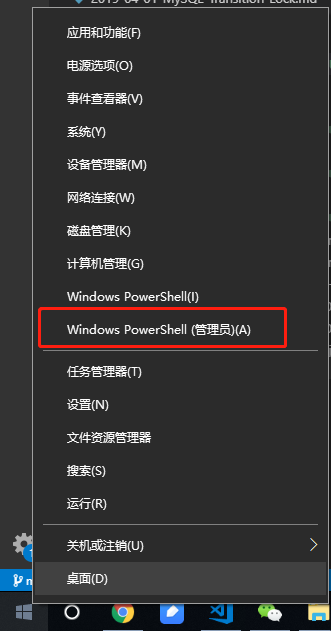 2019-04-01-MySQL-Transition-Lock.md
应用和功能(F)
电源选项(O)
事件查看器(V)
系统(Y)
设备管理器(M)
网络连接(W)
磁盘管理(K)
计算机管理(G)
Windows PowerShell(I)
Windows PowerShell (管理员)(A)
任务管理器(T)
设置(N)
文件资源管理器
搜索(S)
运行(R)
关机或注销(U)
桌面(D)